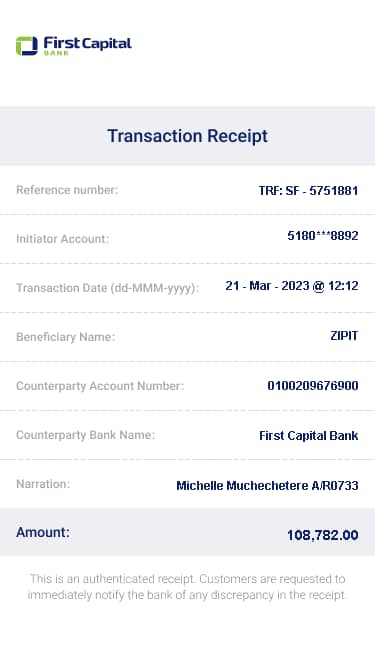 First Capital
BANK
Transaction Receipt
Reference number: TRF: SF - 5751881
Initiator Account: 5180***8892
Transaction Date (dd-MMM-yyyy): 21 - Mar - 2023 @ 12:12
Beneficiary Name: ZIPIT
Counterparty Account Number: 0100209676900
Counterparty Bank Name: First Capital Bank
Narration: Michelle Muchechetere A/R0733
Amount: 108,782.00
This is an authenticated receipt. Customers are requested to
immediately notify the bank of any discrepancy in the receipt.